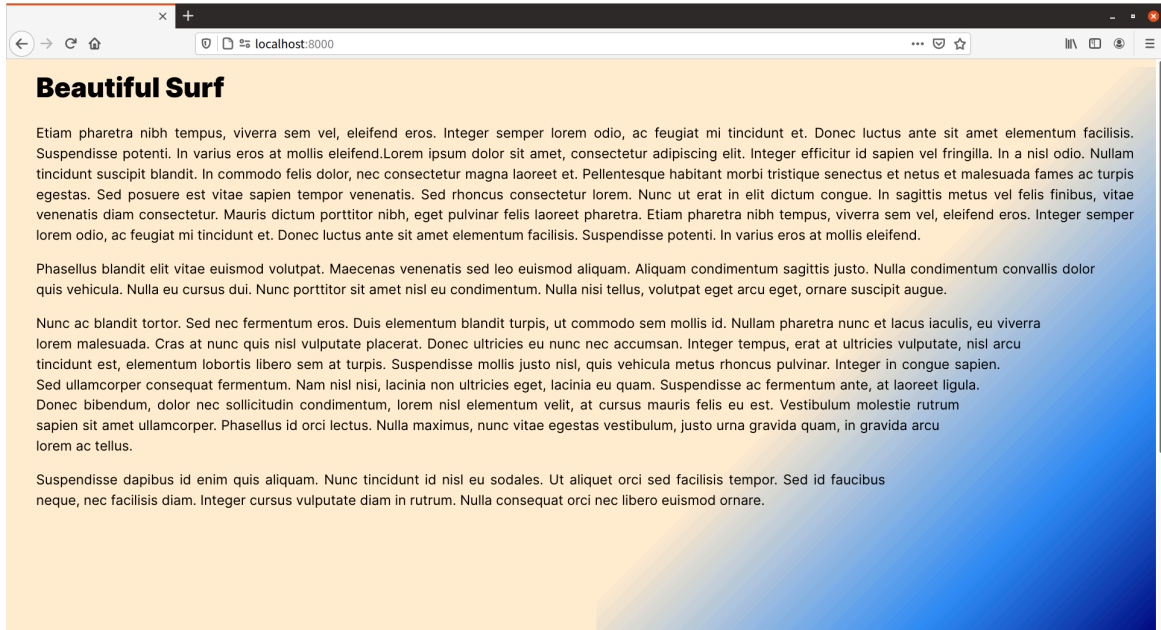 localhost:8000
Beautiful Surf
Etiam pharetra nibh tempus, viverra sem vel, eleifend eros. Integer semper lorem odio, ac feugiat mi tincidunt et. Donec luctus ante sit amet elementum facilisis.
Suspendisse potenti. In varius eros at mollis eleifend.Lorem ipsum dolor sit amet, consectetur adipiscing elit. Integer efficitur id sapien vel fringilla. In a nisl odio. Nullam
tincidunt suscipit blandit. In commodo felis dolor, nec consectetur magna laoreet et. Pellentesque habitant morbi tristique senectus et netus et malesuada fames ac turpis
egestas. Sed posuere est vitae sapien tempor venenatis. Sed rhoncus consectetur lorem. Nunc ut erat in elit dictum congue. In sagittis metus vel felis finibus, vitae
venenatis diam consectetur. Mauris dictum porttitor nibh, eget pulvinar felis laoreet pharetra. Etiam pharetra nibh tempus, viverra sem vel, eleifend eros. Integer semper
lorem odio, ac feugiat mi tincidunt et. Donec luctus ante sit amet elementum facilisis. Suspendisse potenti. In varius eros at mollis eleifend.
Phasellus blandit elit vitae euismod volutpat. Maecenas venenatis sed leo euismod aliquam. Aliquam condimentum sagittis justo. Nulla condimentum convallis dolor
quis vehicula. Nulla eu cursus dui. Nunc porttitor sit amet nisl eu condimentum. Nulla nisi tellus, volutpat eget arcu eget, ornare suscipit augue.
Nunc ac blandit tortor. Sed nec fermentum eros. Duis elementum blandit turpis, ut commodo sem mollis id. Nullam pharetra nunc et lacus iaculis, eu viverra
lorem malesuada. Cras at nunc quis nisl vulputate placerat. Donec ultricies eu nunc nec accumsan. Integer tempus, erat at ultricies vulputate, nisl arcu
tincidunt est, elementum lobortis libero sem at turpis. Suspendisse mollis justo nisl, quis vehicula metus rhoncus pulvinar. Integer in congue sapien.
Sed ullamcorper consequat fermentum. Nam nisl nisi, lacinia non ultricies eget, lacinia eu quam. Suspendisse ac fermentum ante, at laoreet ligula.
Donec bibendum, dolor nec sollicitudin condimentum, lorem nisl elementum velit, at cursus mauris felis eu est. Vestibulum molestie rutrum
sapien sit amet ullamcorper. Phasellus id orci lectus. Nulla maximus, nunc vitae egestas vestibulum, justo urna gravida quam, in gravida arcu
lorem ac tellus.
Suspendisse dapibus id enim quis aliquam. Nunc tincidunt id nisl eu sodales. Ut aliquet orci sed facilisis tempor. Sed id faucibus
neque, nec facilisis diam. Integer cursus vulputate diam in rutrum. Nulla consequat orci nec libero euismod ornare.